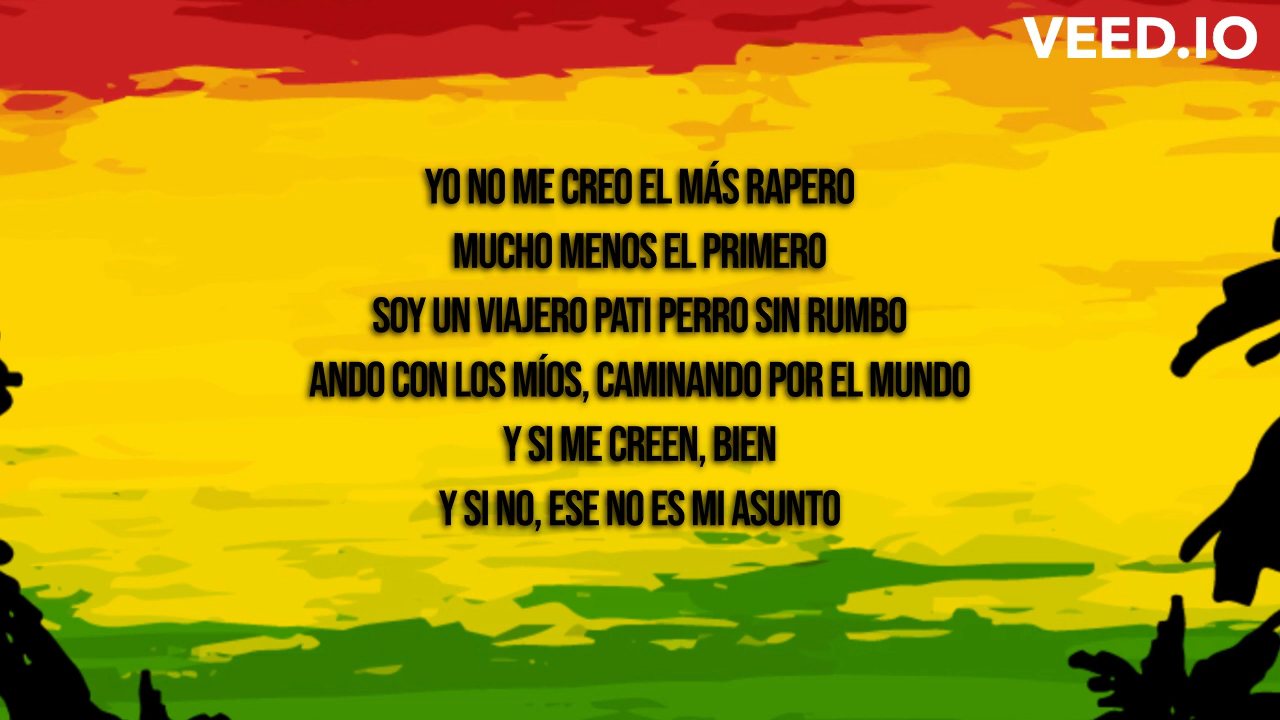 VEED.IO
YO NO ME CREO EL MÁS RAPERO
MUCHO MENOS EL PRIMERO
SOY UN VIAJERO PATI PERRO SIN RUMBO
ANDO CON LOS MÍOS, CAMINANDO POR EL MUNDO
Y SI ME CREEN, BIEN
Y SI NO, ESE NO ES MI ASUNTO